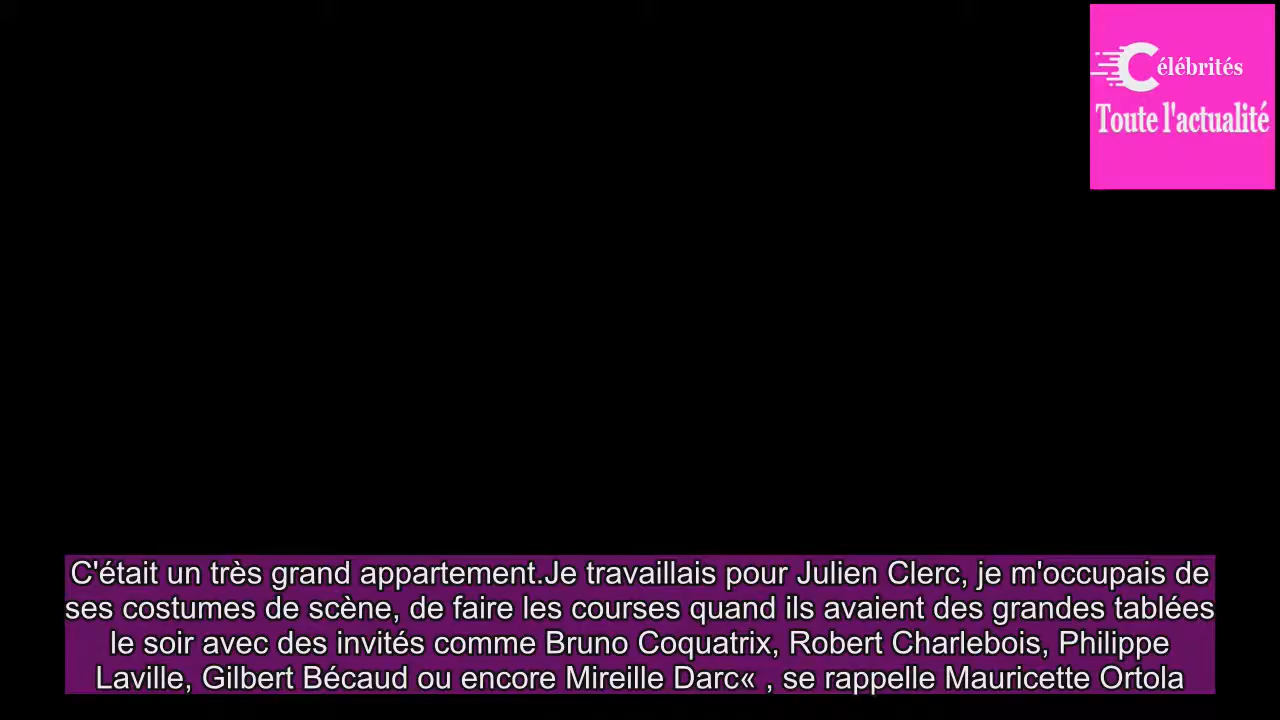 Célébrités
Toute l'actualité
C'était un très grand appartement.Je travaillais pour Julien Clerc, je m'occupais de
ses costumes de scène, de faire les courses quand ils avaient des grandes tablées
le soir avec des invités comme Bruno Coquatrix, Robert Charlebois, Philippe
Laville, Gilbert Bécaud ou encore Mireille Darc« , se rappelle Mauricette Ortola